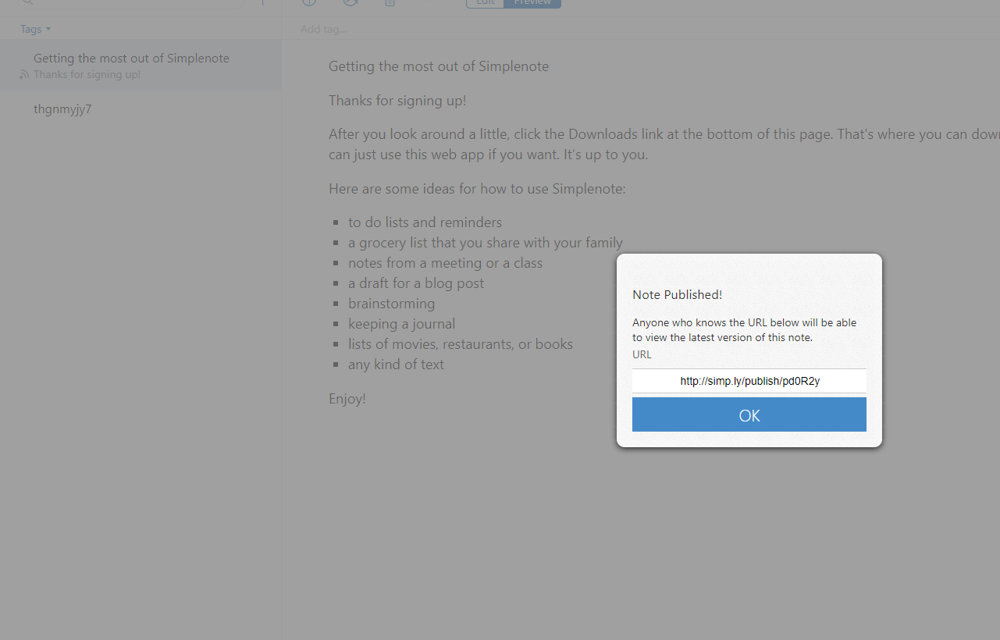 Edit Preview
Tags
Add tag...
Getting the most out of Simplenote
Thanks for signing up!
thgnmyjy7
Getting the most out of Simplenote
Thanks for signing up!
After you look around a little, click the Downloads link at the bottom of this page. That's where you can dow
can just use this web app if you want. It's up to you.
Here are some ideas for how to use Simplenote:
to do lists and reminders
a grocery list that you share with your family
notes from a meeting or a class
a draft for a blog post
brainstorming
keeping a journal
lists of movies, restaurants, or books
any kind of text
Enjoy!
Note Published!
Anyone who knows the URL below will be able
to view the latest version of this note.
URL
http://simp.ly/publish/pd0R2y
OK